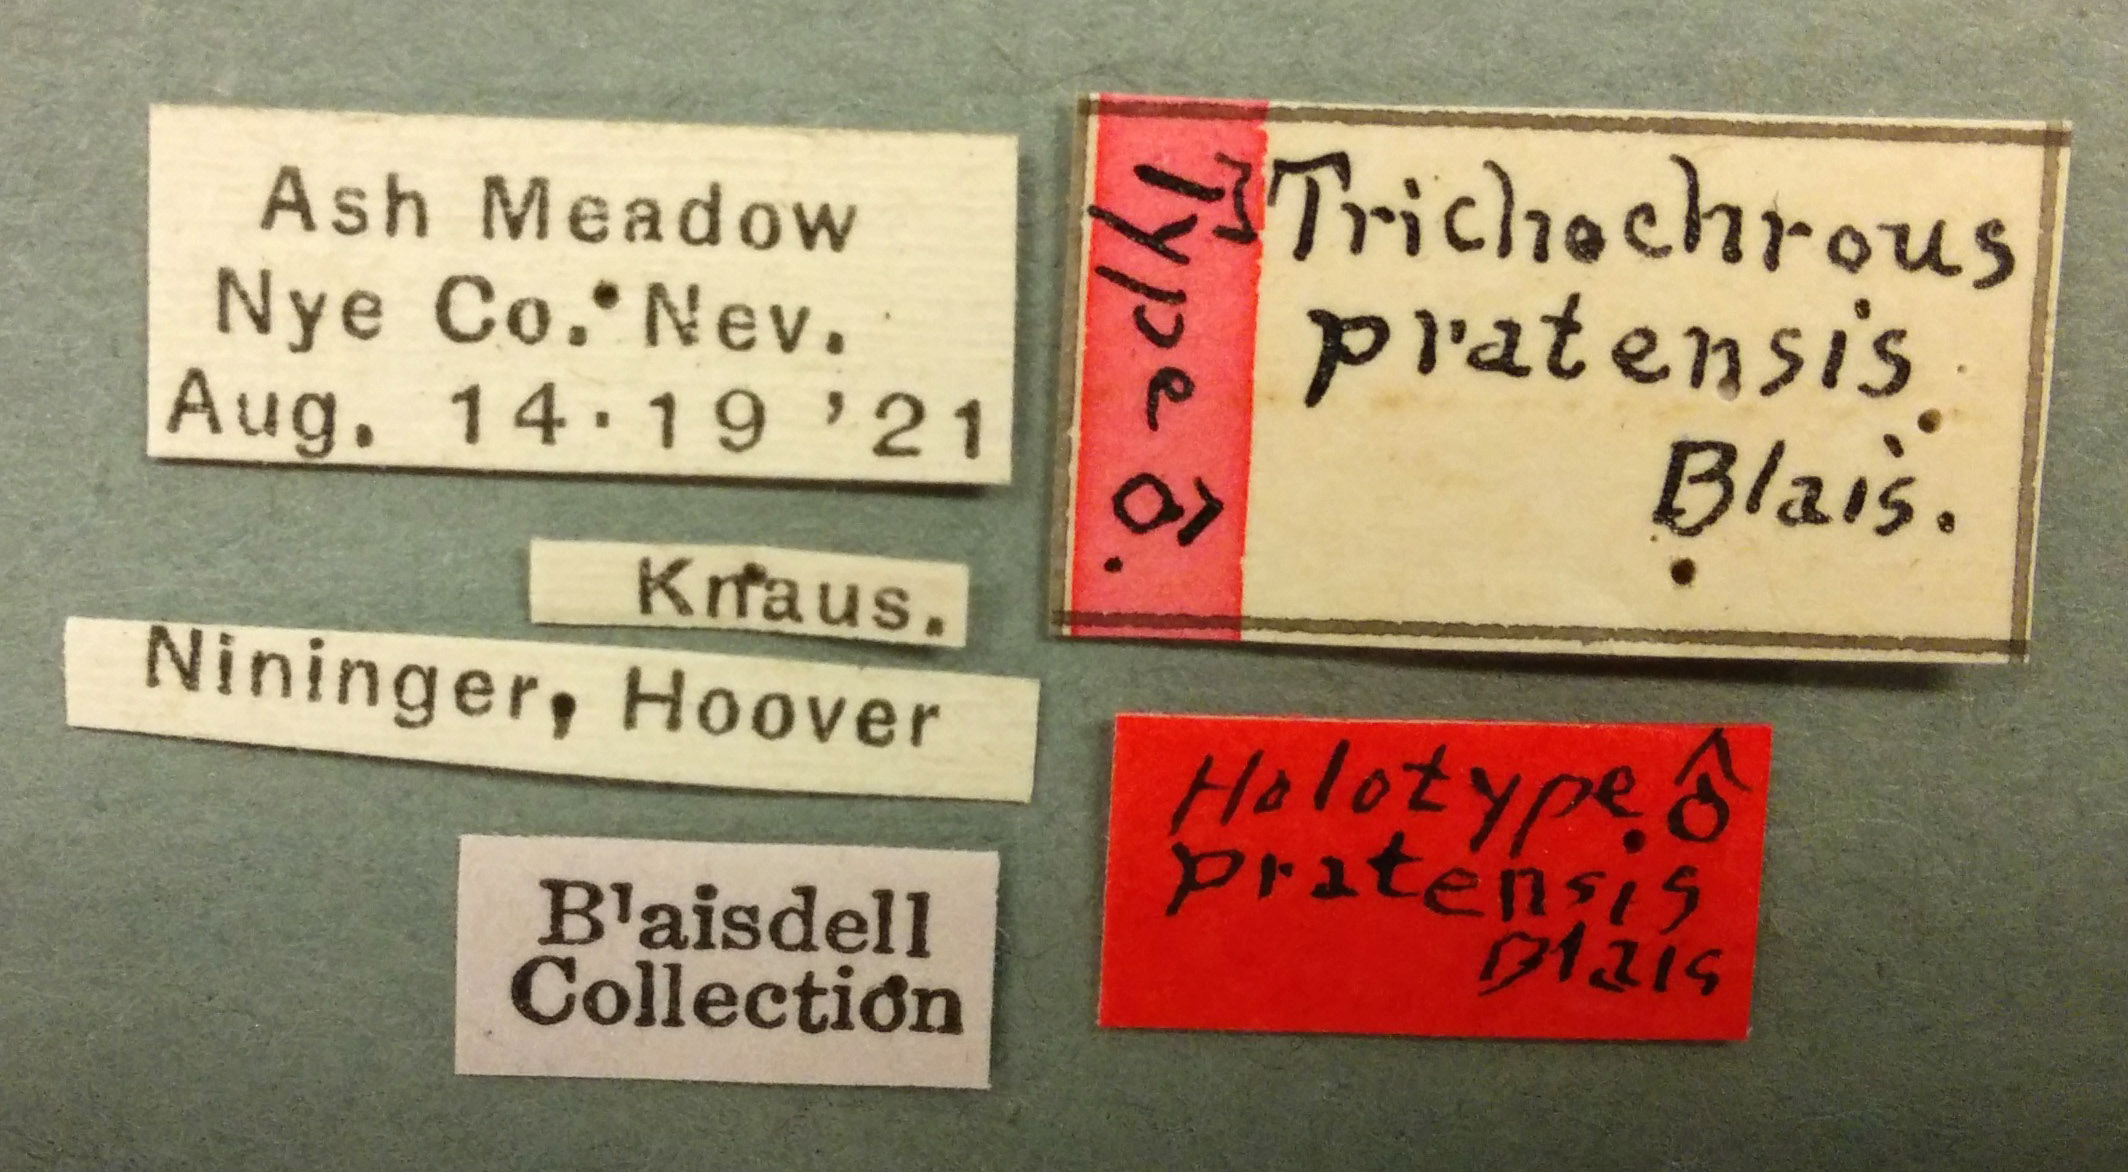 Ash Meadow
Nye Co. Nev.
Aug. 14·19 '21
Knaus.
Nininger, Hoover
Blaisdell
Collection
Type ♂.
Trichochrous
pratensis
Blais.
Holotype ♂
pratensis
Blais